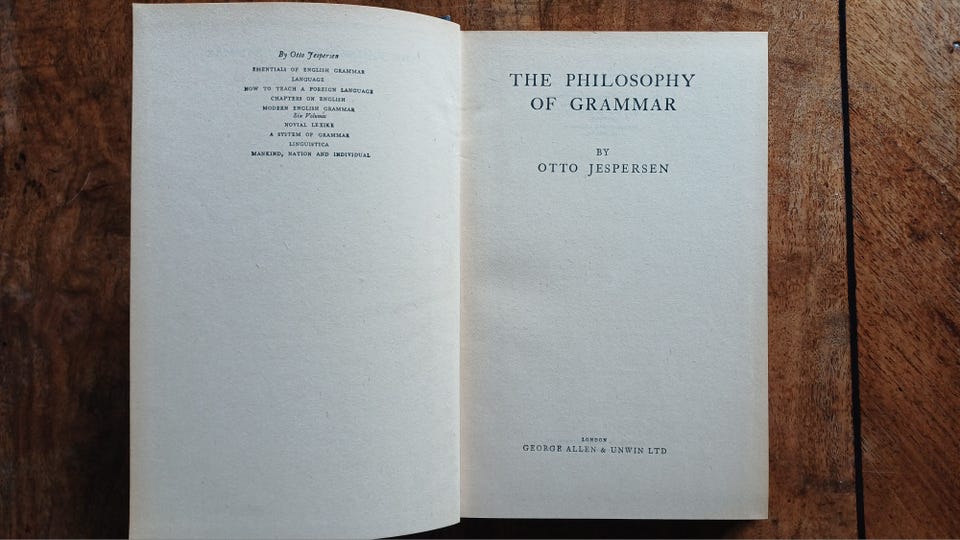 By Otto Jespersen
ESSENTIALS OF ENGLISH GRAMMAR
LANGUAGE
HOW TO TEACH A FOREIGN LANGUAGE
CHAPTERS ON ENGLISH
MODERN ENGLISH GRAMMAR
Six Volumes
NOVIAL LEXIKE
A SYSTEM OF GRAMMAR
LINGUISTICA
MANKIND, NATION AND INDIVIDUAL
THE PHILOSOPHY
OF GRAMMAR
BY
OTTO JESPERSEN
LONDON
GEORGE ALLEN & UNWIN LTD